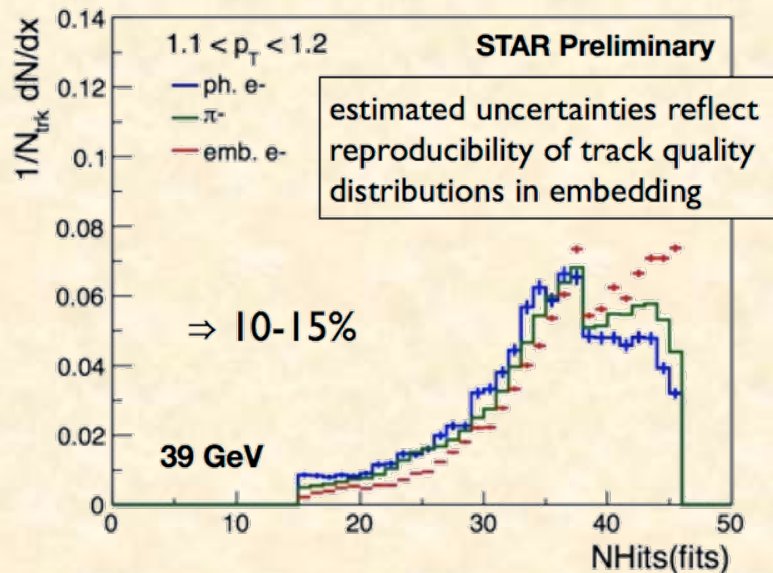 1/N_trk dN/dx
0.14
0.12
0.1
0.08
0.06
0.04
0.02
0
1.1 < p_T < 1.2
STAR Preliminary
ph. e-
π-
emb. e-
estimated uncertainties reflect
reproducibility of track quality
distributions in embedding
⇒ 10-15%
39 GeV
0 10 20 30 40 50
NHits(fits)